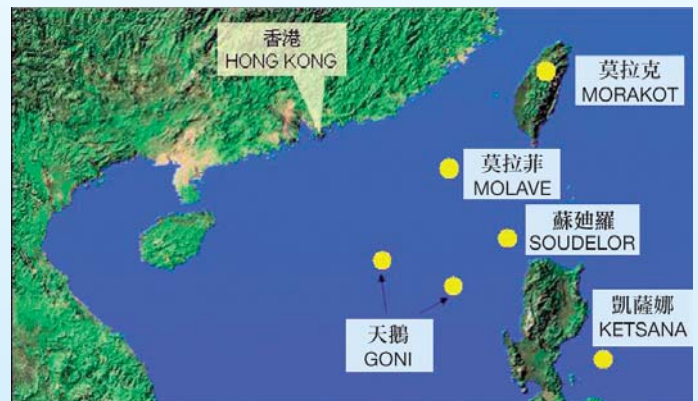 香港
HONG KONG
莫拉克
MORAKOT
莫拉菲
MOLAVE
蘇廸羅
SOUDELOR
天鵝
GONI
凱薩娜
KETSANA